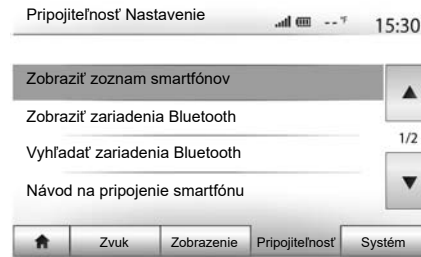 Pripojiteľnosť Nastavenie -- °F 15:30
Zobraziť zoznam smartfónov
Zobraziť zariadenia Bluetooth
1/2
Vyhľadať zariadenia Bluetooth
Návod na pripojenie smartfónu
Zvuk Zobrazenie Pripojiteľnosť Systém